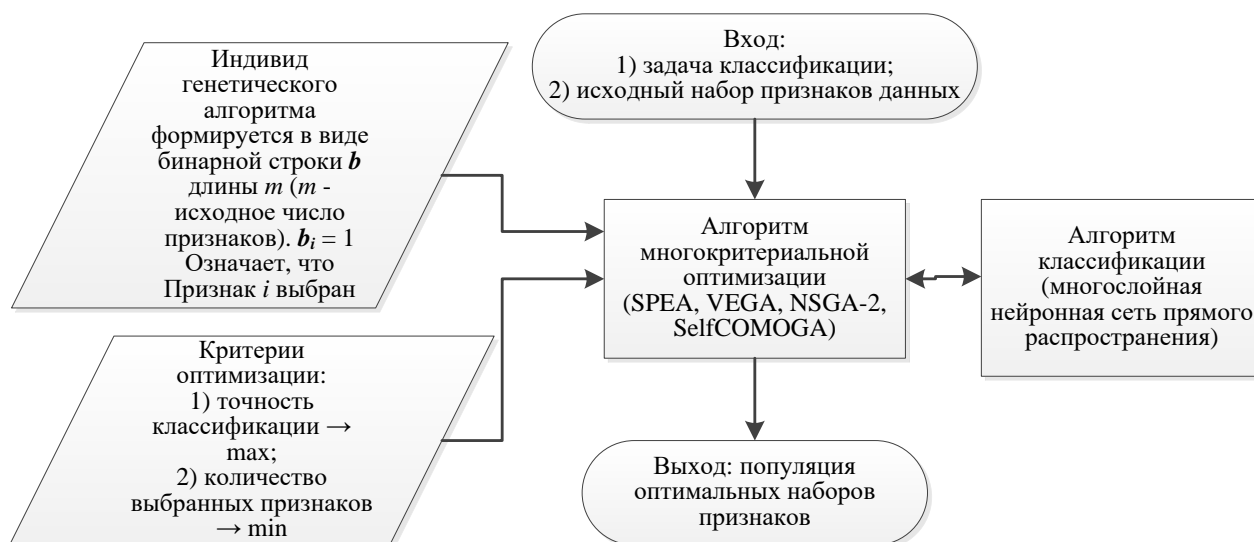 Индивид
генетического
алгоритма
формируется в виде
бинарной строки b
длины m (m -
исходное число
признаков). bi = 1
Означает, что
Признак i выбран
Критерии
оптимизации:
1) точность
классификации →
max;
2) количество
выбранных признаков
→ min
Вход:
1) задача классификации;
2) исходный набор признаков данных
Алгоритм
многокритериальной
оптимизации
(SPEA, VEGA, NSGA-2,
SelfCOMOGA)
Алгоритм
классификации
(многослойная
нейронная сеть прямого
распространения)
Выход: популяция
оптимальных наборов
признаков